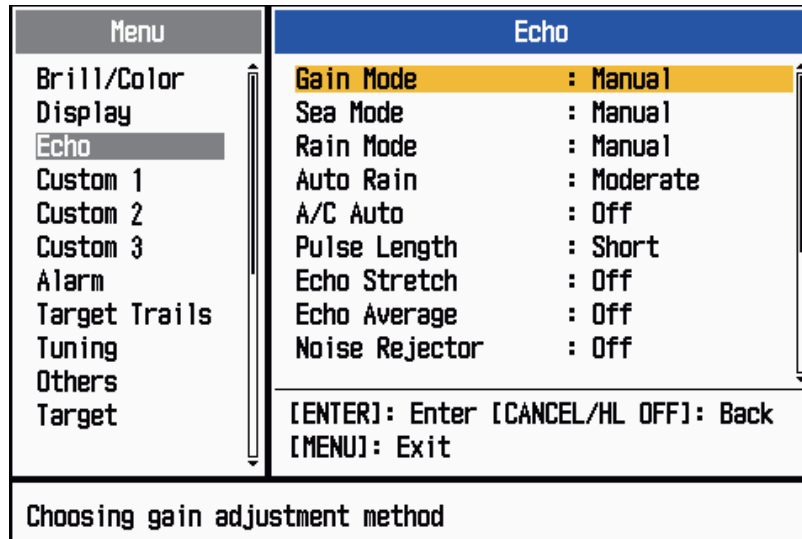 Menu
Brill/Color
Display
Echo
Custom 1
Custom 2
Custom 3
Alarm
Target Trails
Tuning
Others
Target
Echo
Gain Mode : Manual
Sea Mode : Manual
Rain Mode : Manual
Auto Rain : Moderate
A/C Auto : Off
Pulse Length : Short
Echo Stretch : Off
Echo Average : Off
Noise Rejector : Off
[ENTER]: Enter [CANCEL/HL OFF]: Back
[MENU]: Exit
Choosing gain adjustment method